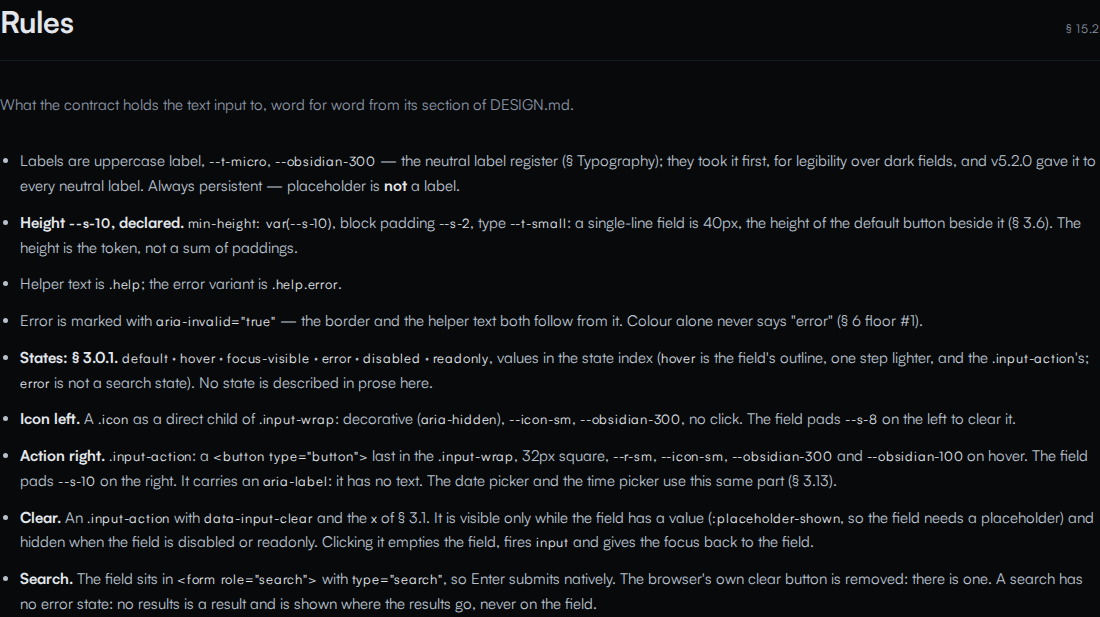 Rules
§ 15.2
What the contract holds the text input to, word for word from its section of DESIGN.md.
• Labels are uppercase label, --t-micro, --obsidian-300 — the neutral label register (§ Typography); they took it first, for legibility over dark fields, and v5.2.0 gave it to
every neutral label. Always persistent — placeholder is not a label.
• Height --s-10, declared. min-height: var(--s-10), block padding --s-2, type --t-small: a single-line field is 40px, the height of the default button beside it (§ 3.6). The
height is the token, not a sum of paddings.
• Helper text is .help; the error variant is .help.error.
• Error is marked with aria-invalid="true" — the border and the helper text both follow from it. Colour alone never says "error" (§ 6 floor #1).
• States: § 3.0.1. default · hover · focus-visible · error · disabled · readonly, values in the state index (hover is the field's outline, one step lighter, and the .input-action's;
error is not a search state). No state is described in prose here.
• Icon left. A .icon as a direct child of .input-wrap: decorative (aria-hidden), --icon-sm, --obsidian-300, no click. The field pads --s-8 on the left to clear it.
• Action right. .input-action: a <button type="button"> last in the .input-wrap, 32px square, --r-sm, --icon-sm, --obsidian-300 and --obsidian-100 on hover. The field
pads --s-10 on the right. It carries an aria-label: it has no text. The date picker and the time picker use this same part (§ 3.13).
• Clear. An .input-action with data-input-clear and the x of § 3.1. It is visible only while the field has a value (:placeholder-shown, so the field needs a placeholder) and
hidden when the field is disabled or readonly. Clicking it empties the field, fires input and gives the focus back to the field.
• Search. The field sits in <form role="search"> with type="search", so Enter submits natively. The browser's own clear button is removed: there is one. A search has
no error state: no results is a result and is shown where the results go, never on the field.